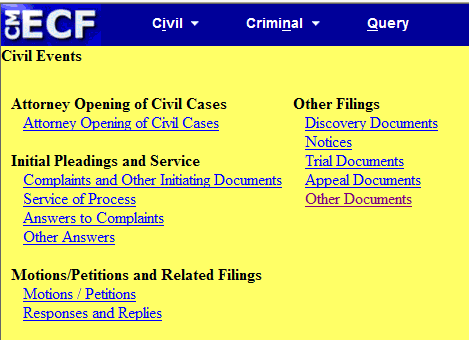 CM ECF Civil Criminal Query
Civil Events
Attorney Opening of Civil Cases
Attorney Opening of Civil Cases
Initial Pleadings and Service
Complaints and Other Initiating Documents
Service of Process
Answers to Complaints
Other Answers
Motions/Petitions and Related Filings
Motions / Petitions
Responses and Replies
Other Filings
Discovery Documents
Notices
Trial Documents
Appeal Documents
Other Documents